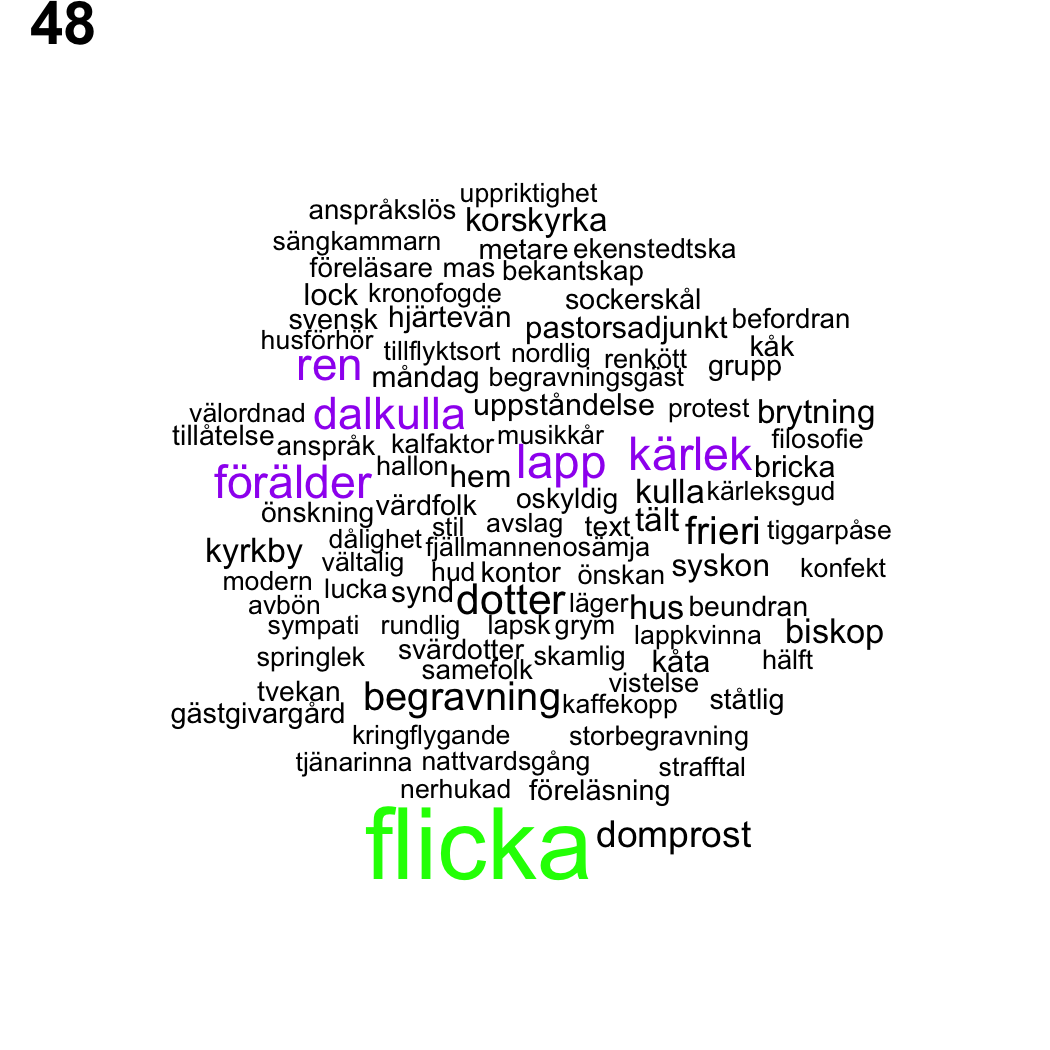 48
uppriktighet
anspråkslös korskyrka
sängkammarn metare ekenstedtska
föreläsare mas bekantskap
lock kronofogde sockerskål
svensk hjärtevän pastorsadjunkt befordran
husförhör tillflyktsort nordlig renkött kåk
ren måndag begravningsgäst grupp
välordnad dalkulla uppståndelse protest brytning
tillåtelse anspråk kalfaktor musikkår filosofie
förälder hallon hem lapp kärlek bricka
önskning värdfolk oskyldig kulla kärleksgud
dålighet stil avslag text tält frieri tiggarpåse
kyrkby vältalig fjällmannen osämja
modern lucka synd hud kontor önskan syskon konfekt
avbön dotter läger hus beundran
sympati rundlig lapsk grym lappkvinna biskop
springlek svärdotter skamlig kåta hälft
samefolk
tvekan begravning kaffekopp vistelse ståtlig
gästgivargård
kringflygande storbegravning
tjänarinna nattvardsgång strafftal
nerhukad föreläsning
flicka domprost